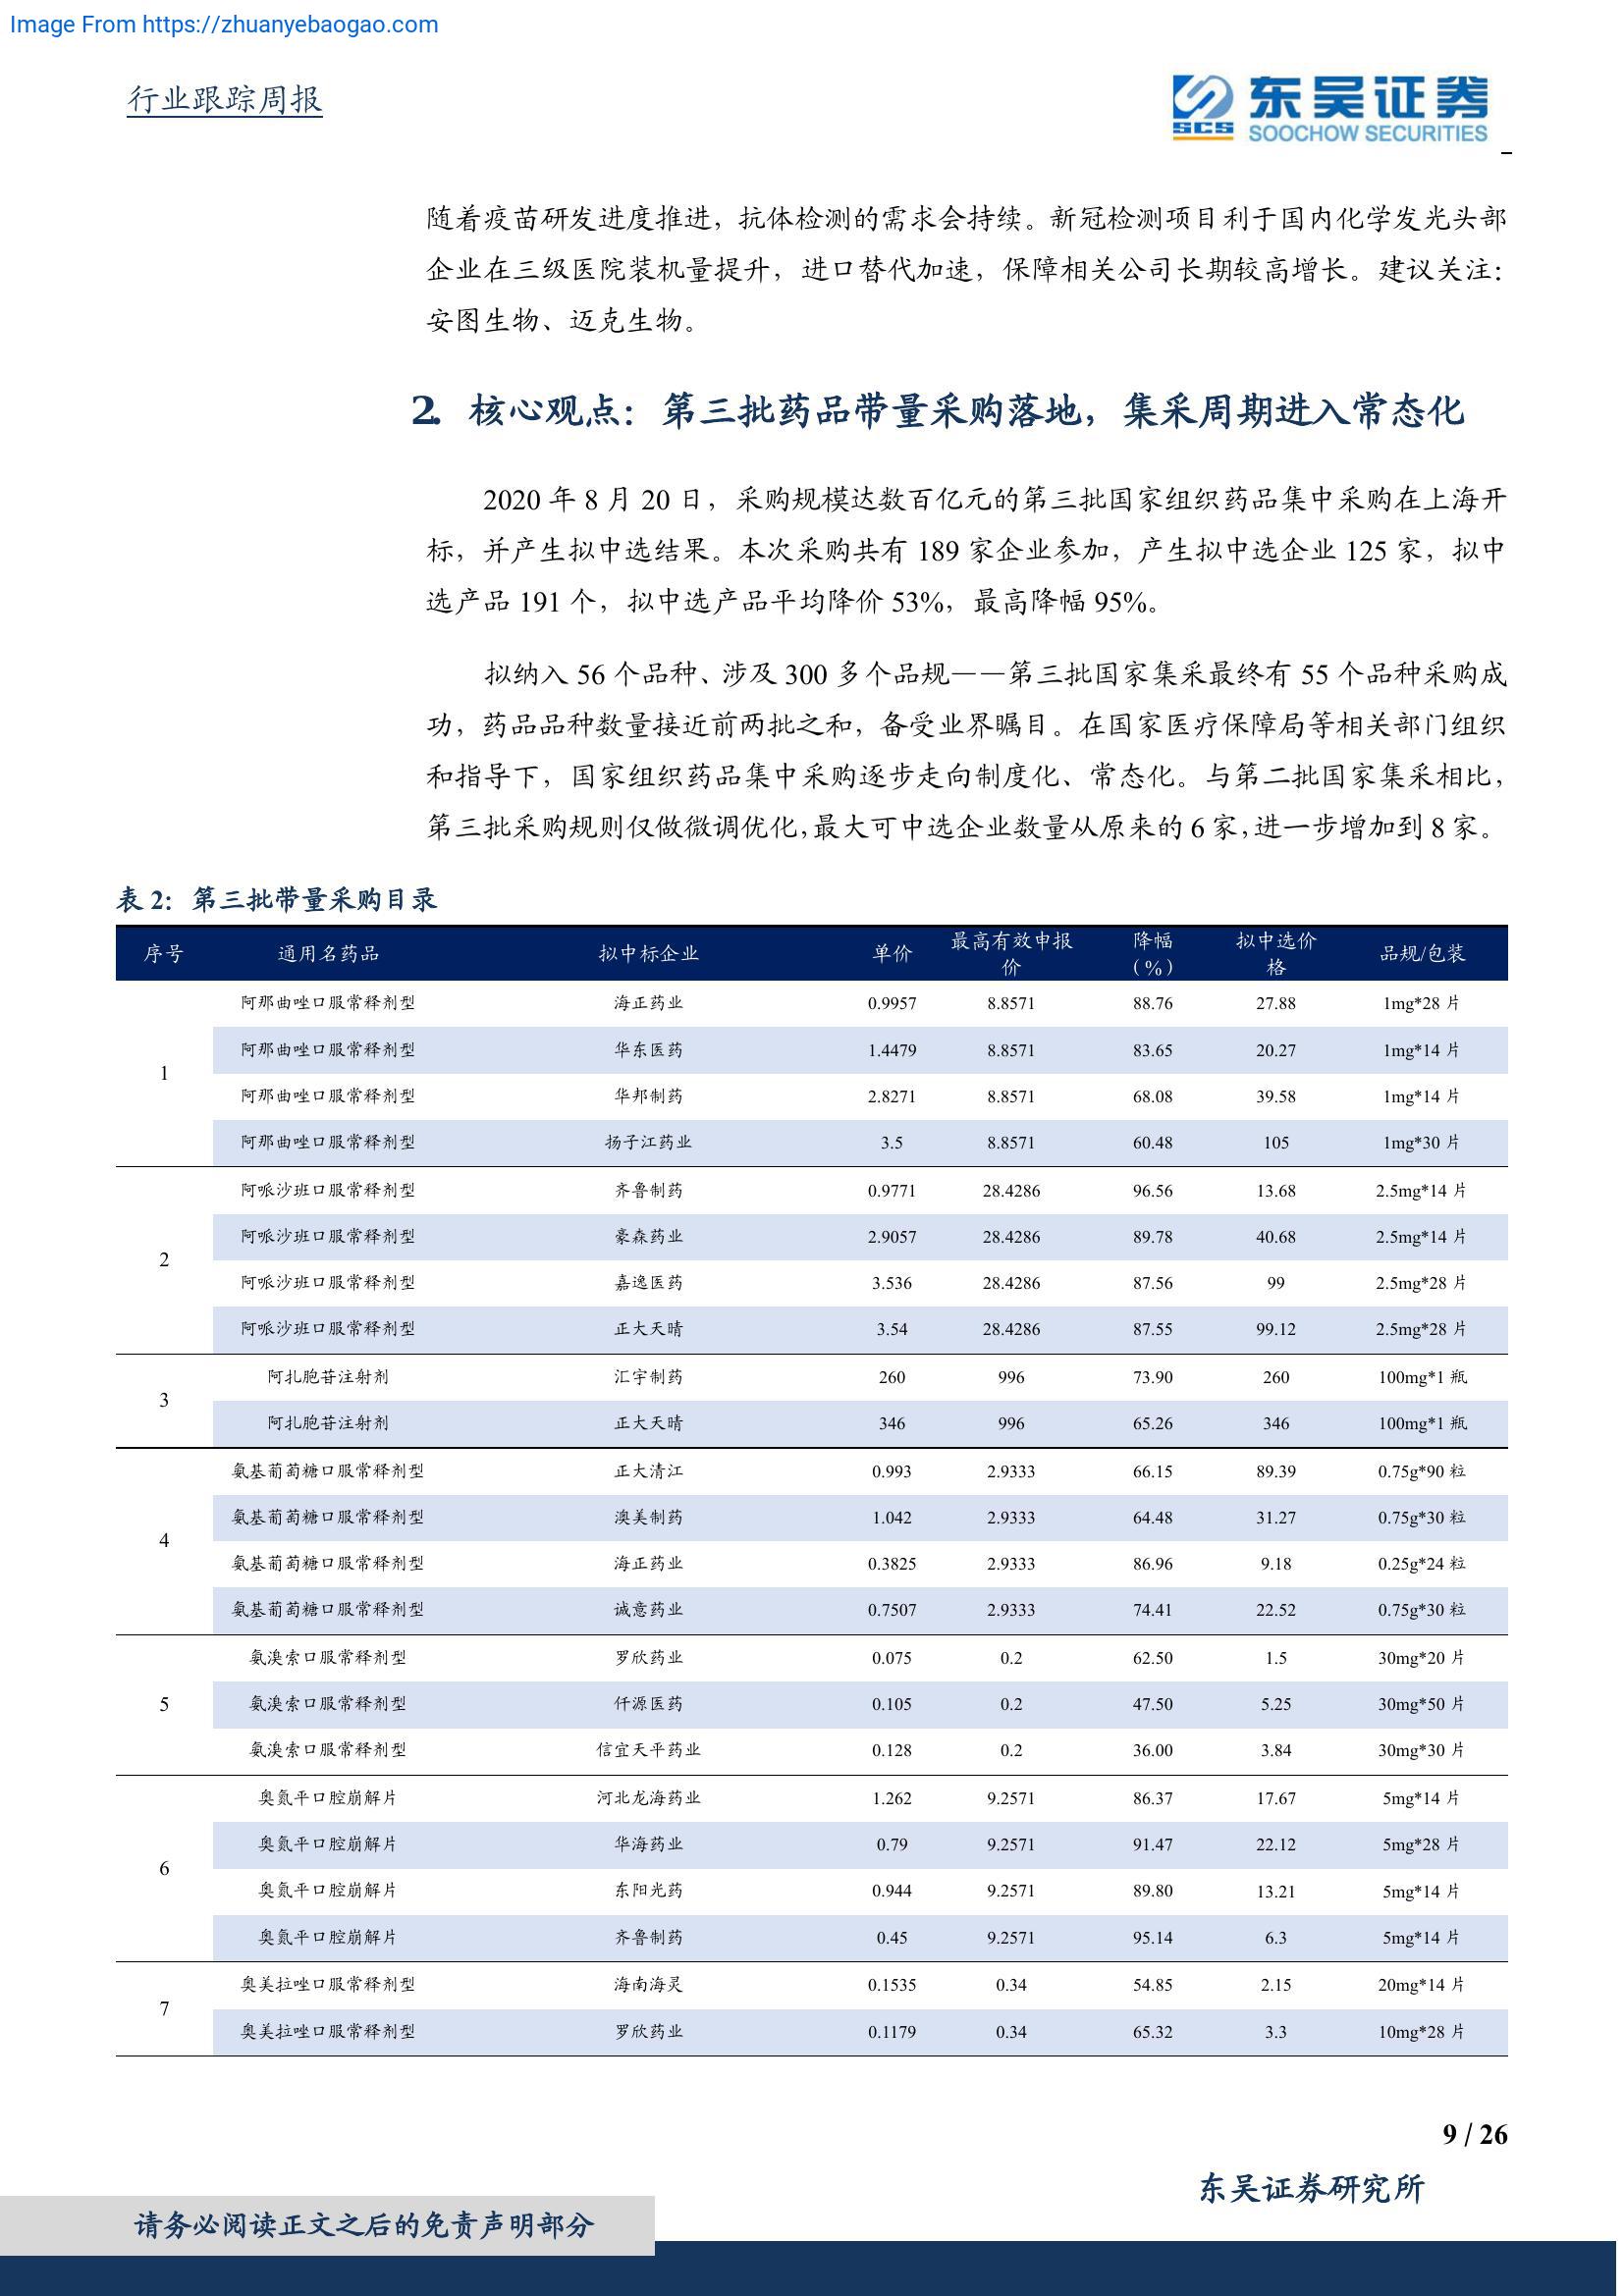 Image From https://zhuanyebaogao.com
行业跟踪周报
东吴证券
SCS
SOOCHOW SECURITIES
随着疫苗研发进度推进，抗体检测的需求会持续。新冠检测项目利于国内化学发光头部
企业在三级医院装机量提升，进口替代加速，保障相关公司长期较高增长。建议关注：
安图生物、迈克生物。
2. 核心观点：第三批药品带量采购落地，集采周期进入常态化
2020 年 8 月 20 日，采购规模达数百亿元的第三批国家组织药品集中采购在上海开
标，并产生拟中选结果。本次采购共有 189 家企业参加，产生拟中选企业 125 家，拟中
选产品 191 个，拟中选产品平均降价 53%，最高降幅 95%。
拟纳入 56 个品种、涉及 300 多个品规——第三批国家集采最终有 55 个品种采购成
功，药品品种数量接近前两批之和，备受业界瞩目。在国家医疗保障局等相关部门组织
和指导下，国家组织药品集中采购逐步走向制度化、常态化。与第二批国家集采相比，
第三批采购规则仅做微调优化，最大可中选企业数量从原来的 6 家，进一步增加到 8 家。
表 2：第三批带量采购目录
序号 通用名药品 拟中标企业 单价 最高有效申报价 降幅（%） 拟中选价格 品规/包装
1 阿那曲唑口服常释剂型 海正药业 0.9957 8.8571 88.76 27.88 1mg*28 片
阿那曲唑口服常释剂型 华东医药 1.4479 8.8571 83.65 20.27 1mg*14 片
阿那曲唑口服常释剂型 华邦制药 2.8271 8.8571 68.08 39.58 1mg*14 片
阿那曲唑口服常释剂型 扬子江药业 3.5 8.8571 60.48 105 1mg*30 片
2 阿哌沙班口服常释剂型 齐鲁制药 0.9771 28.4286 96.56 13.68 2.5mg*14 片
阿哌沙班口服常释剂型 豪森药业 2.9057 28.4286 89.78 40.68 2.5mg*14 片
阿哌沙班口服常释剂型 嘉逸医药 3.536 28.4286 87.56 99 2.5mg*28 片
阿哌沙班口服常释剂型 正大天晴 3.54 28.4286 87.55 99.12 2.5mg*28 片
3 阿扎胞苷注射剂 汇宇制药 260 996 73.90 260 100mg*1 瓶
阿扎胞苷注射剂 正大天晴 346 996 65.26 346 100mg*1 瓶
4 氨基葡萄糖口服常释剂型 正大清江 0.993 2.9333 66.15 89.39 0.75g*90 粒
氨基葡萄糖口服常释剂型 澳美制药 1.042 2.9333 64.48 31.27 0.75g*30 粒
氨基葡萄糖口服常释剂型 海正药业 0.3825 2.9333 86.96 9.18 0.25g*24 粒
氨基葡萄糖口服常释剂型 诚意药业 0.7507 2.9333 74.41 22.52 0.75g*30 粒
5 氨溴索口服常释剂型 罗欣药业 0.075 0.2 62.50 1.5 30mg*20 片
氨溴索口服常释剂型 仟源医药 0.105 0.2 47.50 5.25 30mg*50 片
氨溴索口服常释剂型 信宜天平药业 0.128 0.2 36.00 3.84 30mg*30 片
6 奥氮平口腔崩解片 河北龙海药业 1.262 9.2571 86.37 17.67 5mg*14 片
奥氮平口腔崩解片 华海药业 0.79 9.2571 91.47 22.12 5mg*28 片
奥氮平口腔崩解片 东阳光药 0.944 9.2571 89.80 13.21 5mg*14 片
奥氮平口腔崩解片 齐鲁制药 0.45 9.2571 95.14 6.3 5mg*14 片
7 奥美拉唑口服常释剂型 海南海灵 0.1535 0.34 54.85 2.15 20mg*14 片
奥美拉唑口服常释剂型 罗欣药业 0.1179 0.34 65.32 3.3 10mg*28 片
9 / 26
东吴证券研究所
请务必阅读正文之后的免责声明部分